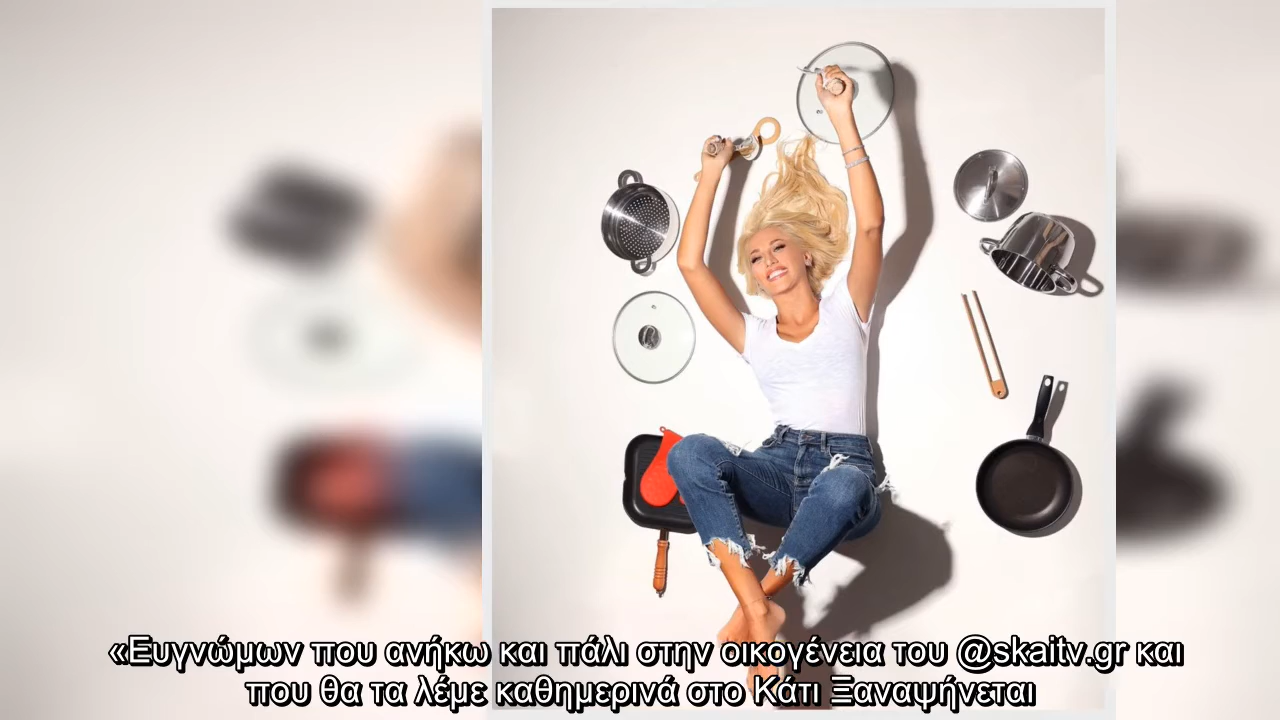 «Ευγνώμων που ανήκω και πάλι στην οικογένεια του @skaitv.gr και
που θα τα λέμε καθημερινά στο Κάτι Ξαναψήνεται